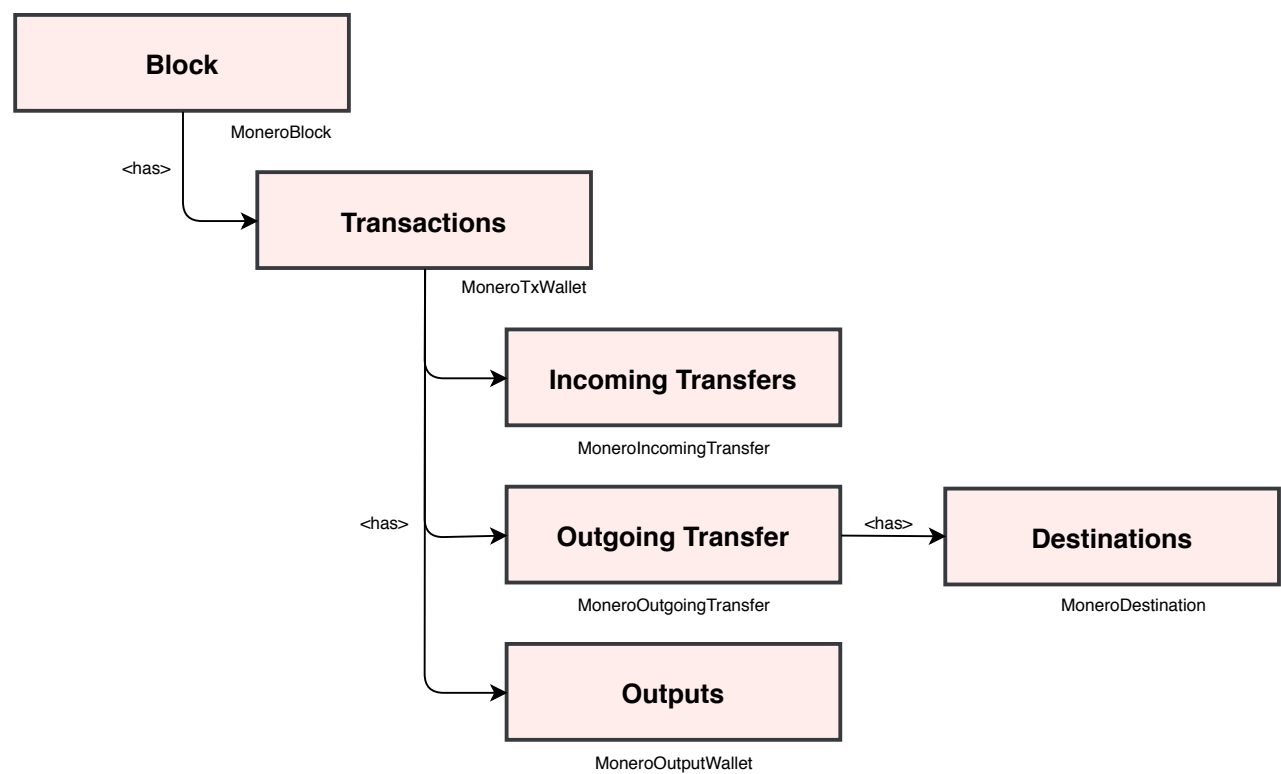 Block
MoneroBlock
<has>
Transactions
MoneroTxWallet
Incoming Transfers
MoneroIncomingTransfer
<has>
Outgoing Transfer
MoneroOutgoingTransfer
<has>
Destinations
MoneroDestination
Outputs
MoneroOutputWallet